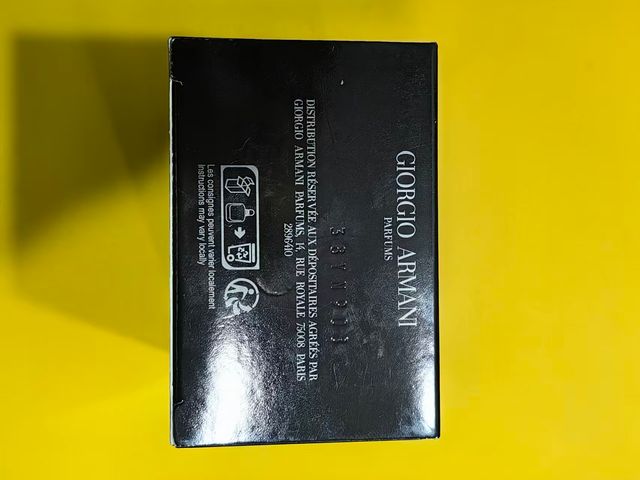 GIORGIO ARMANI
PARFUMS
DISTRIBUTION RÉSERVÉE AUX DÉPOSITAIRES AGRÉÉS PAR
GIORGIO ARMANI PARFUMS, 14, RUE ROYALE 75008 PARIS
2896410
Les consignes peuvent varier localement
Instructions may vary locally